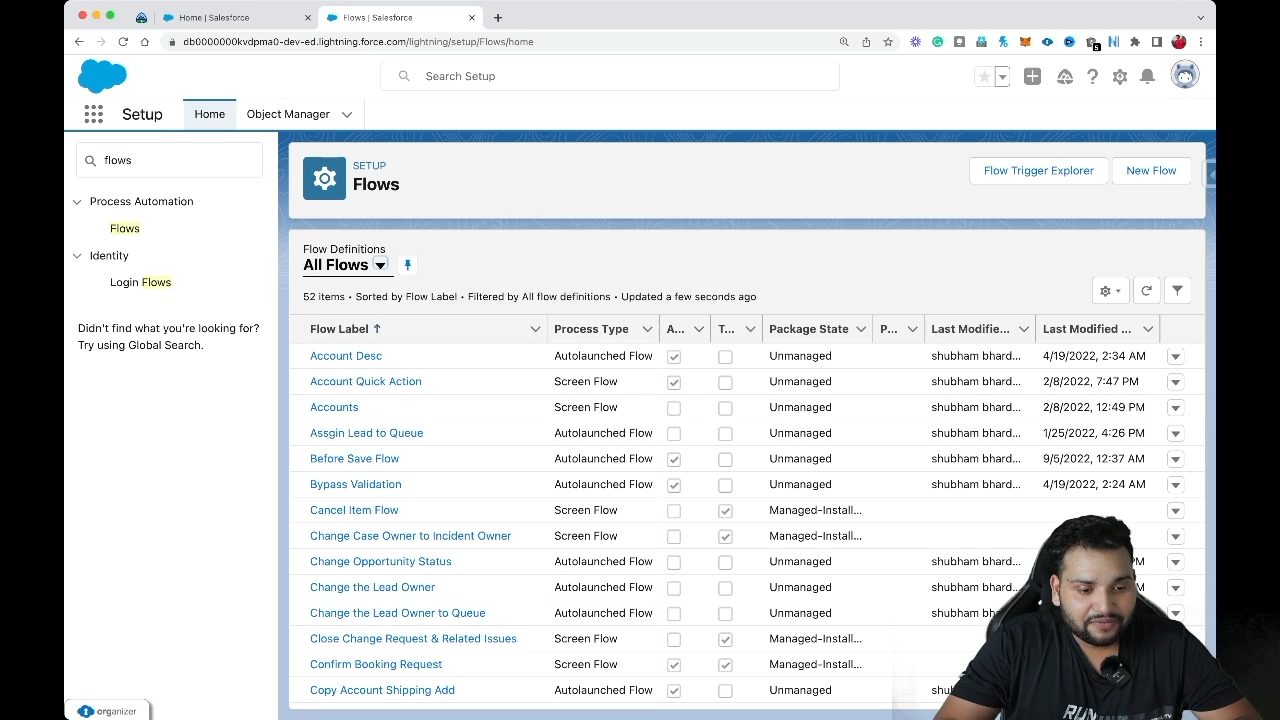 Home | Salesforce
Flows | Salesforce
db0000000kvdpma0-dev-ed.lightning.force.com/lightning/setup/Flows/home
5
Search Setup
Setup
Home
Object Manager
flows
Process Automation
Flows
Identity
Login Flows
Didn't find what you're looking for?
Try using Global Search.
SETUP
Flows
Flow Trigger Explorer
New Flow
Flow Definitions
All Flows
52 items • Sorted by Flow Label • Filtered by All flow definitions • Updated a few seconds ago
Flow Label Process Type A... T... Package State P... Last Modifie... Last Modified ...
Account Desc Autolaunched Flow Unmanaged shubham bhard... 4/19/2022, 2:34 AM
Account Quick Action Screen Flow Unmanaged shubham bhard... 2/8/2022, 7:47 PM
Accounts Screen Flow Unmanaged shubham bhard... 2/8/2022, 12:49 PM
Assgin Lead to Queue Autolaunched Flow Unmanaged shubham bhard... 1/25/2022, 4:26 PM
Before Save Flow Autolaunched Flow Unmanaged shubham bhard... 9/5/2022, 12:37 AM
Bypass Validation Autolaunched Flow Unmanaged shubham bhard... 4/19/2022, 2:24 AM
Cancel Item Flow Screen Flow Managed-Install...
Change Case Owner to Incident Owner Screen Flow Managed-Install...
Change Opportunity Status Autolaunched Flow Unmanaged shubham bhard...
Change the Lead Owner Autolaunched Flow Unmanaged shubham bha
Change the Lead Owner to Queue Autolaunched Flow Unmanaged shubham bha
Close Change Request & Related Issues Screen Flow Managed-Install...
Confirm Booking Request Screen Flow Managed-Install...
Copy Account Shipping Add Autolaunched Flow Unmanaged
organizer